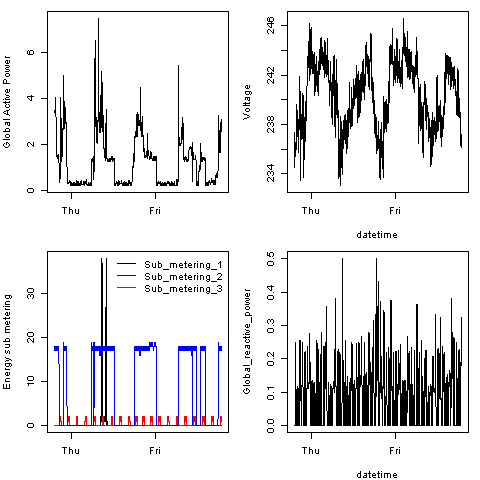 Global Active Power
0
2
4
6
Thu
Fri
Voltage
234
238
242
246
Thu
Fri
datetime
Energy sub metering
0
10
20
30
Sub_metering_1
Sub_metering_2
Sub_metering_3
Thu
Fri
Global_reactive_power
0.0
0.1
0.2
0.3
0.4
0.5
Thu
Fri
datetime